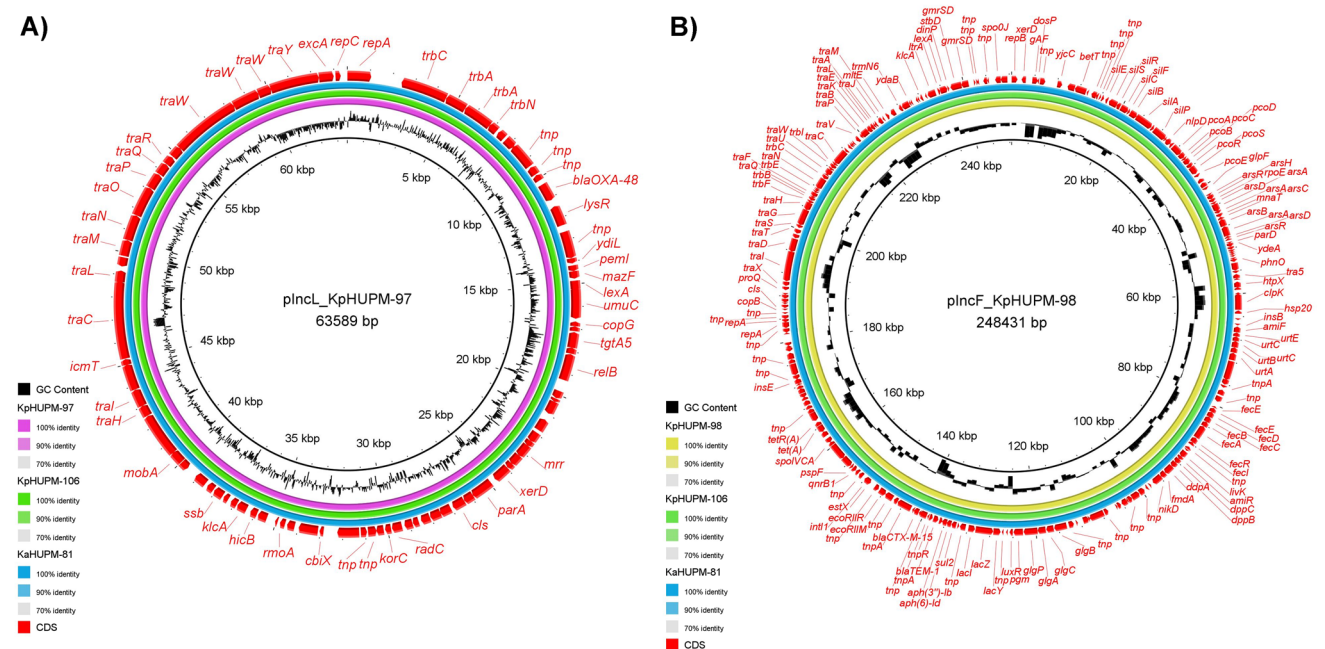 A)
excA repC repA
traY
traW
traW
traW
traR
traQ
traP
traO
traN
traM
traL
traC
icmT
traI
traH
mobA
ssb
klcA
hicB
rmoA
cbiX
tnp tnp
korC
radC
cls
parA
xerD
mrr
relB
tgtA5
copG
umuC
lexA
mazF
pemI
ydiL
tnp
lysR
blaOXA-48
tnp
tnp
tnp
trbN
trbA
trbA
trbC
60 kbp
5 kbp
55 kbp
10 kbp
50 kbp
15 kbp
45 kbp
20 kbp
40 kbp
25 kbp
35 kbp
30 kbp
pIncL_KpHUPM-97
63589 bp
GC Content
KpHUPM-97
100% identity
90% identity
70% identity
KpHUPM-106
100% identity
90% identity
70% identity
KaHUPM-81
100% identity
90% identity
70% identity
CDS
B)
gmrSD
stbD
dinP
lexA
ltrA
klcA
gmrSD
tnp
tnp
tnp
spo0J
repB
xerD
gAF
dosP
tnp
yjcC
betT
tnp
tnp
tnp
tnp
silE
silS
silR
silF
silC
silB
silA
silP
nlpD
pcoA
pcoC
pcoD
pcoB
pcoS
pcoR
pcoE
glpF
arsH
arsR
rpoE
arsA
arsD
arsA
arsC
mnaT
arsB
arsA
arsD
arsR
parD
ydeA
phnO
tra5
htpX
clpK
hsp20
insB
amiF
urtE
urtC
urtB
urtC
urtA
tnpA
tnp
fecE
fecE
fecB
fecD
fecA
fecC
fecR
fecI
tnp
livK
amiR
dppC
dppB
ddpA
fmdA
nikD
tnp
tnp
tnp
glgB
glgC
glgA
glgP
pgm
luxR
tnp
lacY
lacZ
lacI
tnp
sul2
aph(3")-Ib
aph(6)-Id
blaTEM-1
tnpA
tnp
tnpR
blaCTX-M-15
tnp
tnpA
tnp
ecoRIIM
ecoRIIR
intI1
estX
tnp
qnrB1
pspF
spoIVCA
tet(A)
tetR(A)
tnp
insE
tnp
tnp
tnp
repA
tnp repA
tnp
copB
cls
proQ
traX
traI
traD
traT
traS
traG
traH
trbF
trbB
traQ
trbE
traF
traN
trbC
traU
traW
trbI
traC
traV
traP
traB
traK
traE
traL
traA
traM
traJ
mltE
trmN6
ydaB
240 kbp
20 kbp
220 kbp
40 kbp
200 kbp
60 kbp
180 kbp
80 kbp
160 kbp
100 kbp
140 kbp
120 kbp
pIncF_KpHUPM-98
248431 bp
GC Content
KpHUPM-98
100% identity
90% identity
70% identity
KpHUPM-106
100% identity
90% identity
70% identity
KaHUPM-81
100% identity
90% identity
70% identity
CDS